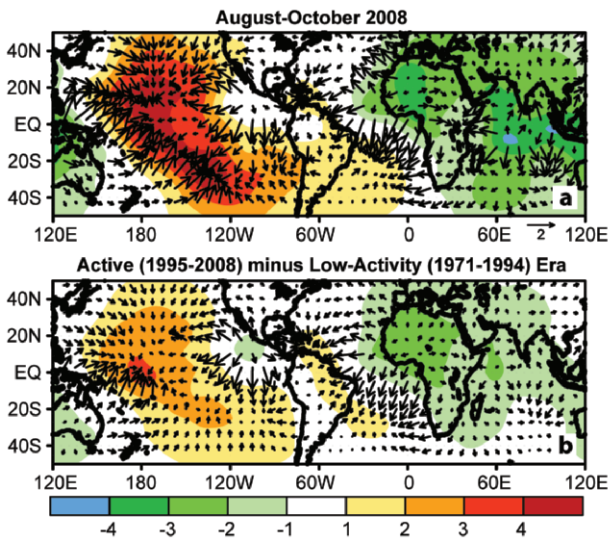 August-October 2008
40N
20N
EQ
20S
40S
a
120E 180 120W 60W 0 60E 120E
2
Active (1995-2008) minus Low-Activity (1971-1994) Era
40N
20N
EQ
20S
40S
b
120E 180 120W 60W 0 60E 120E
-4 -3 -2 -1 1 2 3 4